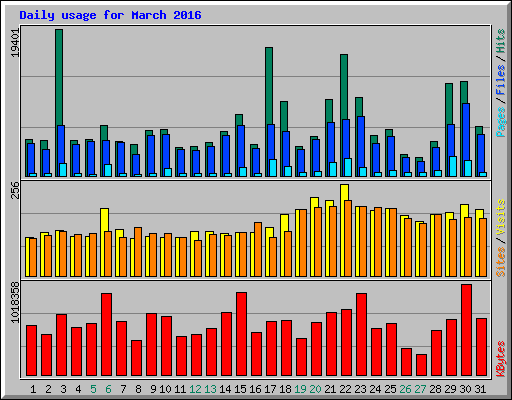 Daily usage for March 2016
19401
Pages / Files / Hits
256
Sites / Visits
1018358
KBytes
1 2 3 4 5 6 7 8 9 10 11 12 13 14 15 16 17 18 19 20 21 22 23 24 25 26 27 28 29 30 31